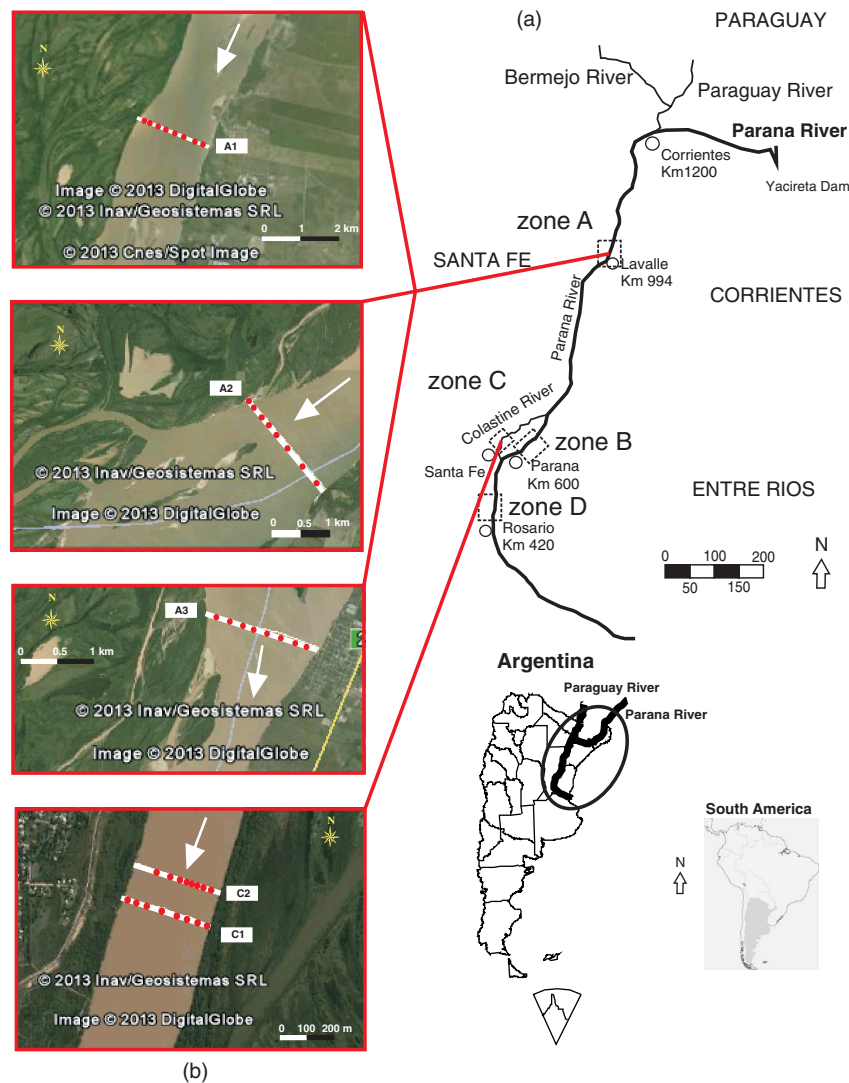 N
A1
Image © 2013 DigitalGlobe
© 2013 Inav/Geosistemas SRL
© 2013 Cnes/Spot Image
0 1 2 km
N
A2
© 2013 Inav/Geosistemas SRL
Image © 2013 DigitalGlobe
0 0.5 1 km
N
A3
0 0.5 1 km
© 2013 Inav/Geosistemas SRL
Image © 2013 DigitalGlobe
N
C2
C1
© 2013 Inav/Geosistemas SRL
Image © 2013 DigitalGlobe
0 100 200 m
(b)
(a)
PARAGUAY
Bermejo River
Paraguay River
Parana River
Corrientes
Km1200
Yacireta Dam
zone A
SANTA FE
Lavalle
Km 994
CORRIENTES
Parana River
zone C
Colastine River
zone B
Santa Fe
Parana
Km 600
ENTRE RIOS
zone D
Rosario
Km 420
0 100 200
50 150
N
Argentina
Paraguay River
Parana River
South America
N